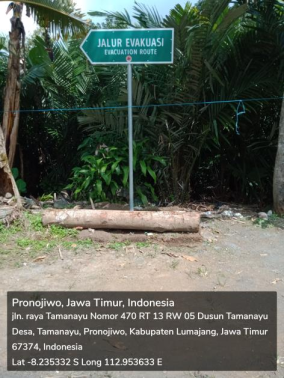 JALUR EVAKUASI
EVACUATION ROUTE
Pronojiwo, Jawa Timur, Indonesia
jln. raya Tamanayu Nomor 470 RT 13 RW 05 Dusun Tamanayu
Desa, Tamanayu, Pronojiwo, Kabupaten Lumajang, Jawa Timur
67374, Indonesia
Lat -8.235332 S Long 112.953633 E